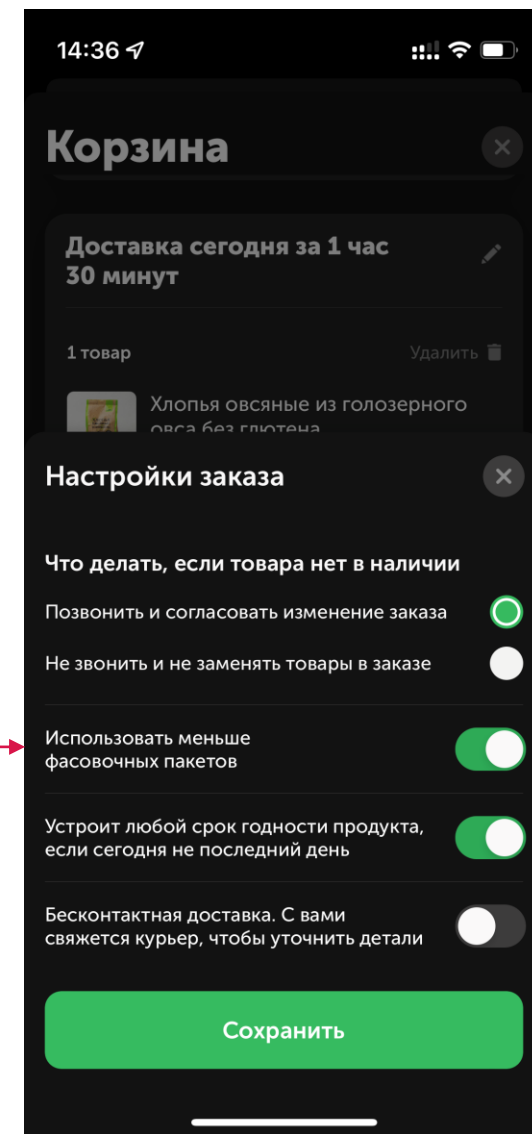 14:36
Корзина
Доставка сегодня за 1 час
30 минут
1 товар
Удалить
Хлопья овсяные из голозерного
овса без глютена
Настройки заказа
Что делать, если товара нет в наличии
Позвонить и согласовать изменение заказа
Не звонить и не заменять товары в заказе
Использовать меньше
фасовочных пакетов
Устроит любой срок годности продукта,
если сегодня не последний день
Бесконтактная доставка. С вами
свяжется курьер, чтобы уточнить детали
Сохранить